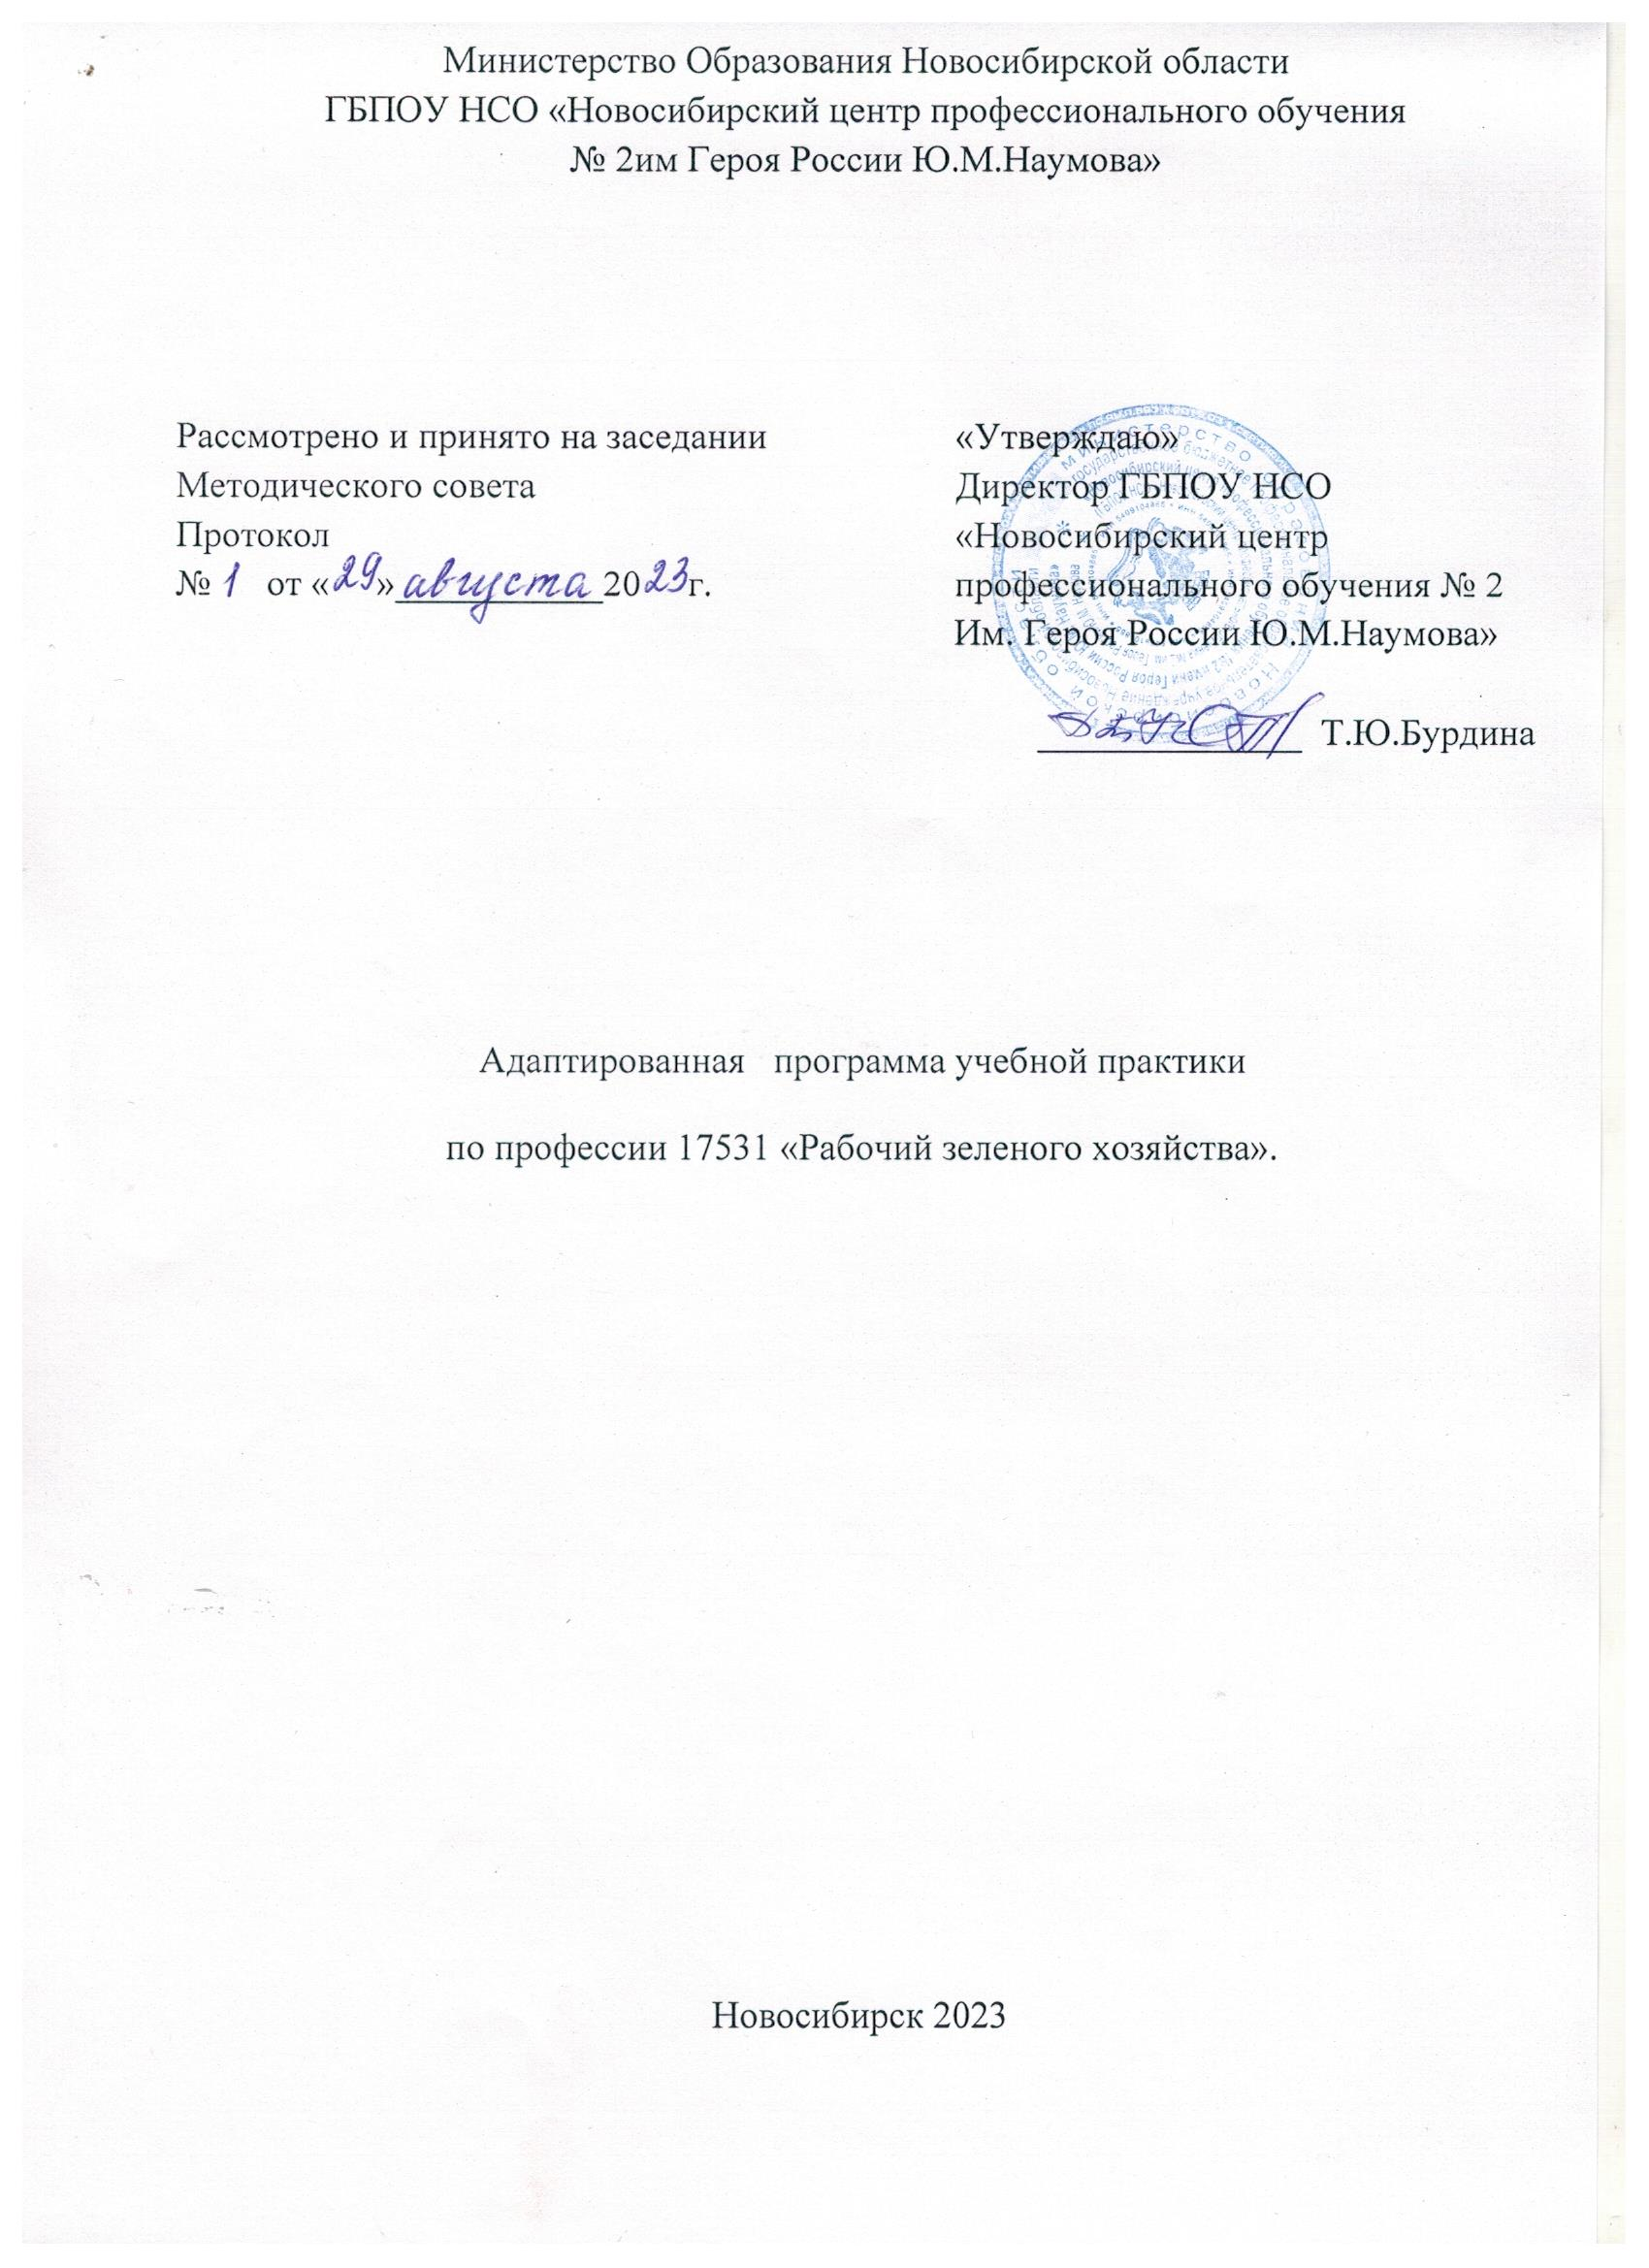 Министерство Образования Новосибирской области
ГБПОУ НСО «Новосибирский центр профессионального обучения
№ 2им Героя России Ю.М.Наумова»
Рассмотрено и принято на заседании
Методического совета
Протокол
№ 1 от «29» августа 2023г.
«Утверждаю»
Директор ГБПОУ НСО
«Новосибирский центр
профессионального обучения № 2
Им. Героя России Ю.М.Наумова»
Т.Ю.Бурдина
Адаптированная программа учебной практики
по профессии 17531 «Рабочий зеленого хозяйства».
Новосибирск 2023